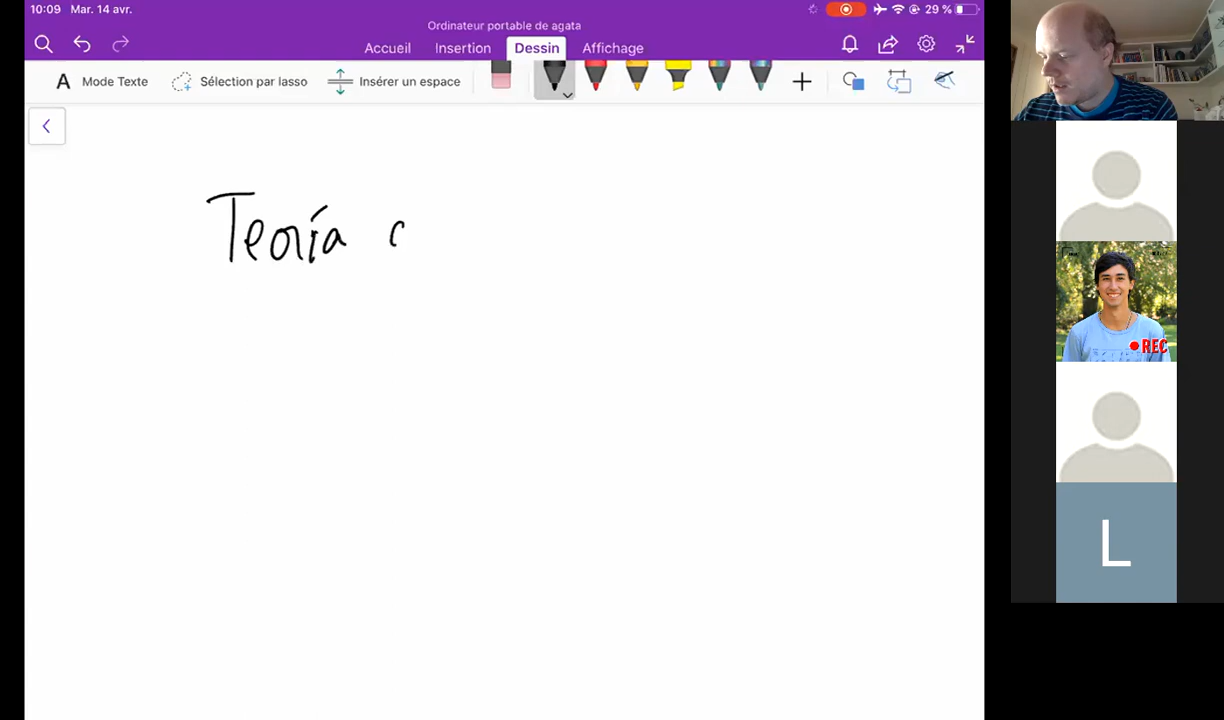 10:09 Mar. 14 avr. 29 %
Ordinateur portable de agata
Accueil Insertion Dessin Affichage
A Mode Texte Sélection par lasso Insérer un espace
Teoría c
REC
L